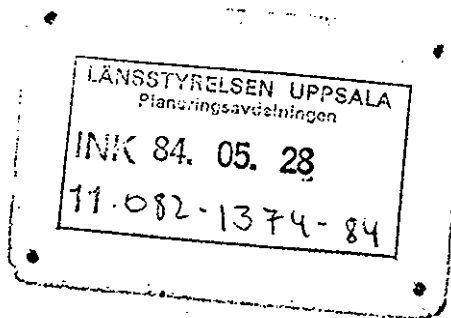 LÄNSSTYRELSEN UPPSALA
Planeringsavdelningen
INK 84. 05. 28
11.082-1374-84